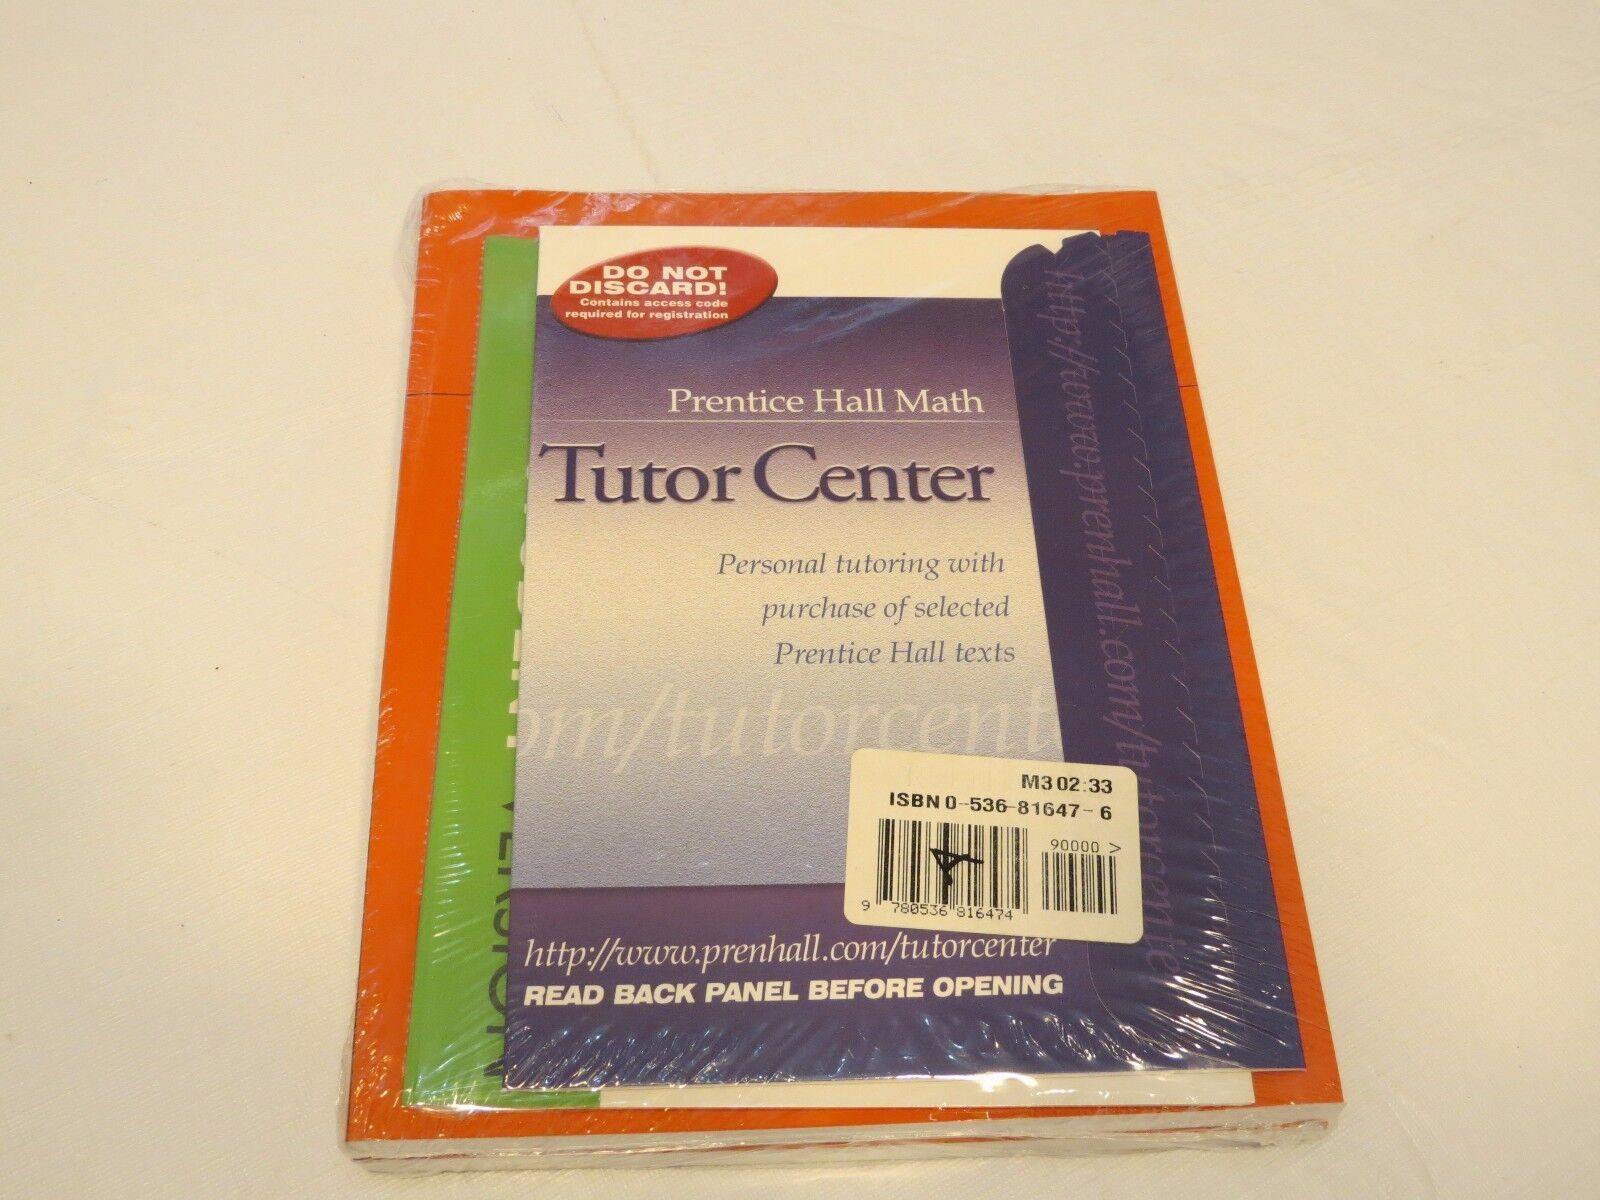 DO NOT
DISCARD!
Contains access code
required for registration
Prentice Hall Math
Tutor Center
Personal tutoring with
purchase of selected
Prentice Hall texts
om/tutorcent
http://www.prenhall.com/tutorcenter
READ BACK PANEL BEFORE OPENING
http://www.prenhall.com/tutorcente
M3 02:33
ISBN 0-536-81647-6
90000 >
A
9 780536 816474
VERSION